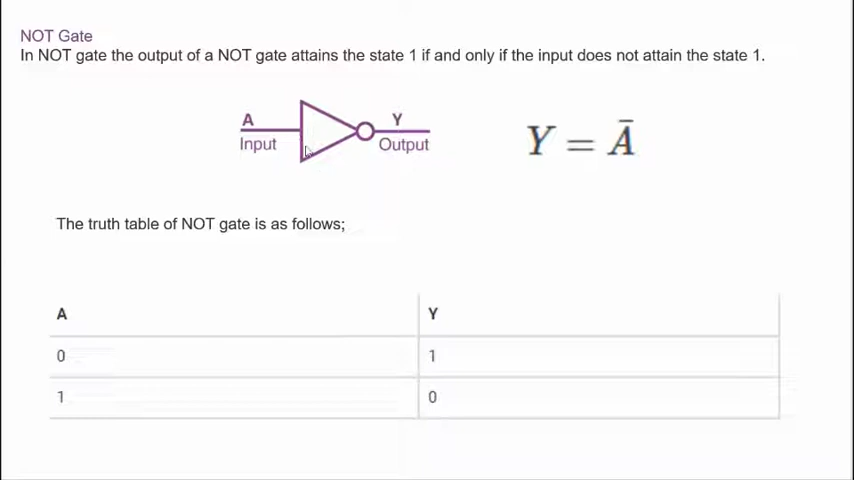 NOT Gate
In NOT gate the output of a NOT gate attains the state 1 if and only if the input does not attain the state 1.
A Y
Input Output
Y = Ā
The truth table of NOT gate is as follows;
A Y
0 1
1 0